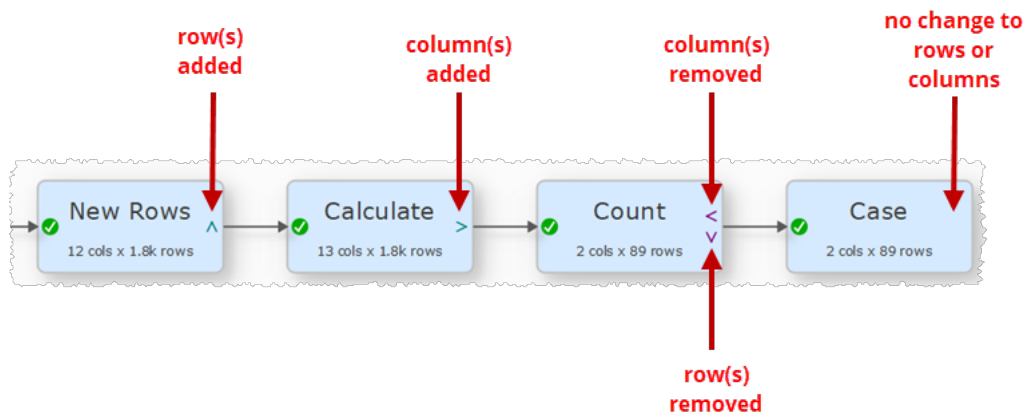 row(s)
added
column(s)
added
column(s)
removed
no change to
rows or
columns
New Rows
^
12 cols x 1.8k rows
Calculate
>
13 cols x 1.8k rows
Count
<
v
2 cols x 89 rows
Case
2 cols x 89 rows
row(s)
removed